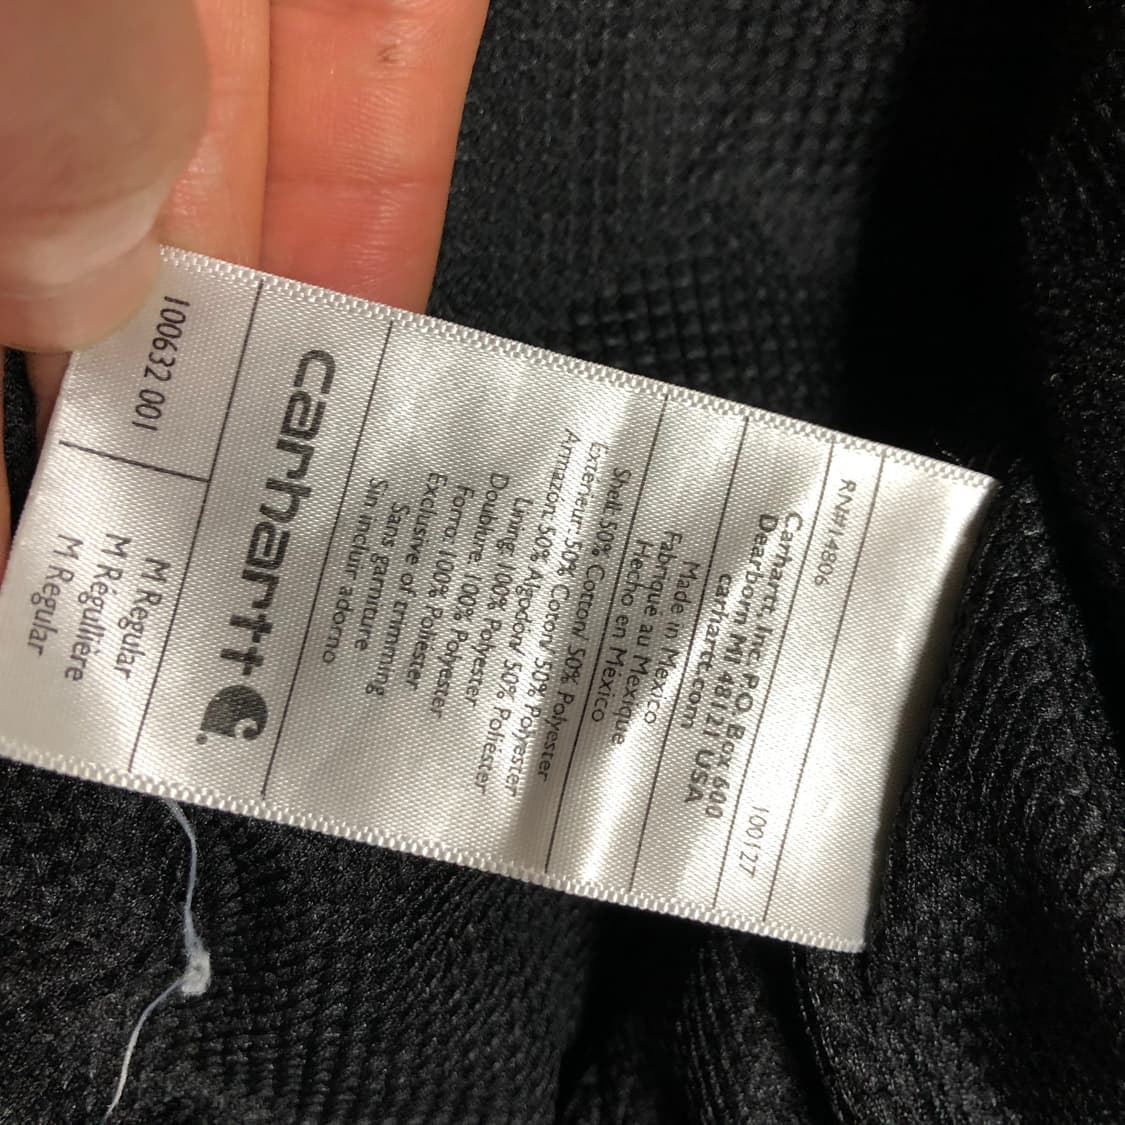 100632 001
M Regular
M Régulière
M Regular
carhartt
Shell: 50% Cotton/ 50% Polyester
Extérieur: 50% Coton/ 50% Polyester
Armazón: 50% Algodón/ 50% Poliéster
Lining: 100% Polyester
Doublure: 100% Polyester
Forro: 100% Poliester
Exclusive of trimming
Sans garniture
Sin incluir adorno
Made in Mexico
Fabriqué au Mexique
Hecho en México
Carhartt, Inc. P.O. Box 600
Dearborn MI 48121 USA
carhartt.com
RN#14806
100127